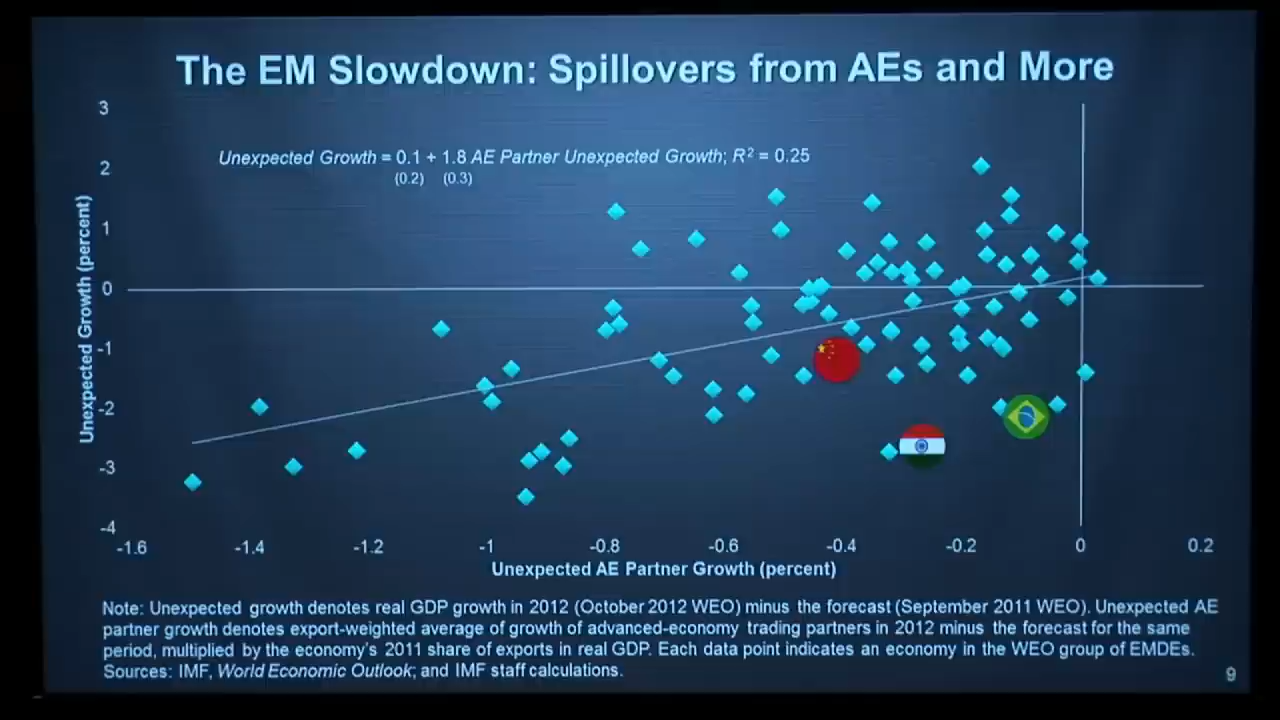 The EM Slowdown: Spillovers from AEs and More
3
2
1
0
-1
-2
-3
-4
Unexpected Growth (percent)
Unexpected Growth = 0.1 + 1.8 AE Partner Unexpected Growth; R² = 0.25
(0.2) (0.3)
-1.6 -1.4 -1.2 -1 -0.8 -0.6 -0.4 -0.2 0 0.2
Unexpected AE Partner Growth (percent)
Note: Unexpected growth denotes real GDP growth in 2012 (October 2012 WEO) minus the forecast (September 2011 WEO). Unexpected AE
partner growth denotes export-weighted average of growth of advanced-economy trading partners in 2012 minus the forecast for the same
period, multiplied by the economy's 2011 share of exports in real GDP. Each data point indicates an economy in the WEO group of EMDEs.
Sources: IMF, World Economic Outlook; and IMF staff calculations.
9